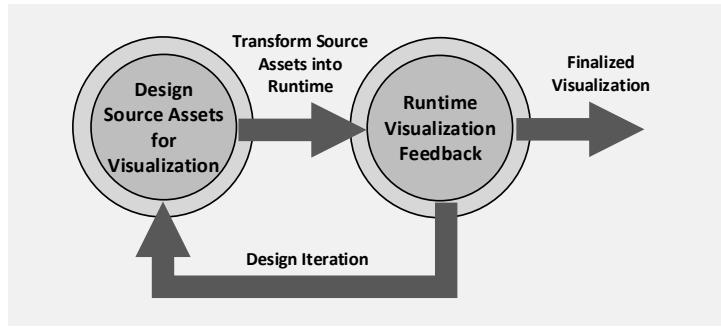 Design
Source Assets
for
Visualization
Transform Source
Assets into
Runtime
Runtime
Visualization
Feedback
Finalized
Visualization
Design Iteration